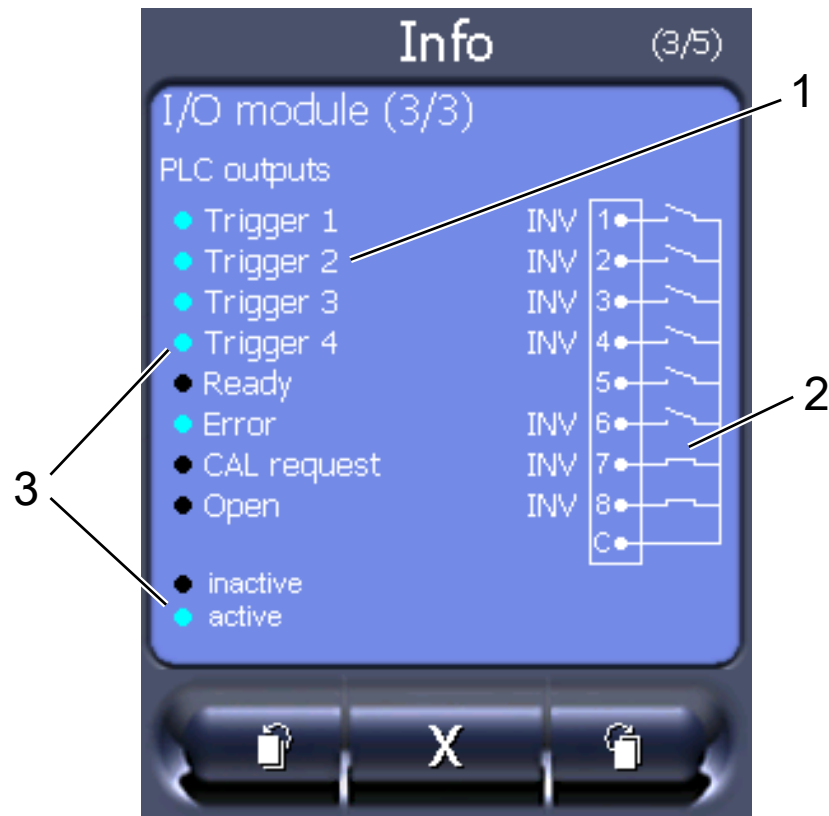 Info (3/5)
I/O module (3/3)
PLC outputs
Trigger 1 INV 1
Trigger 2 INV 2
Trigger 3 INV 3
Trigger 4 INV 4
Ready 5
Error INV 6
CAL request INV 7
Open INV 8
C
inactive
active
X
1
2
3